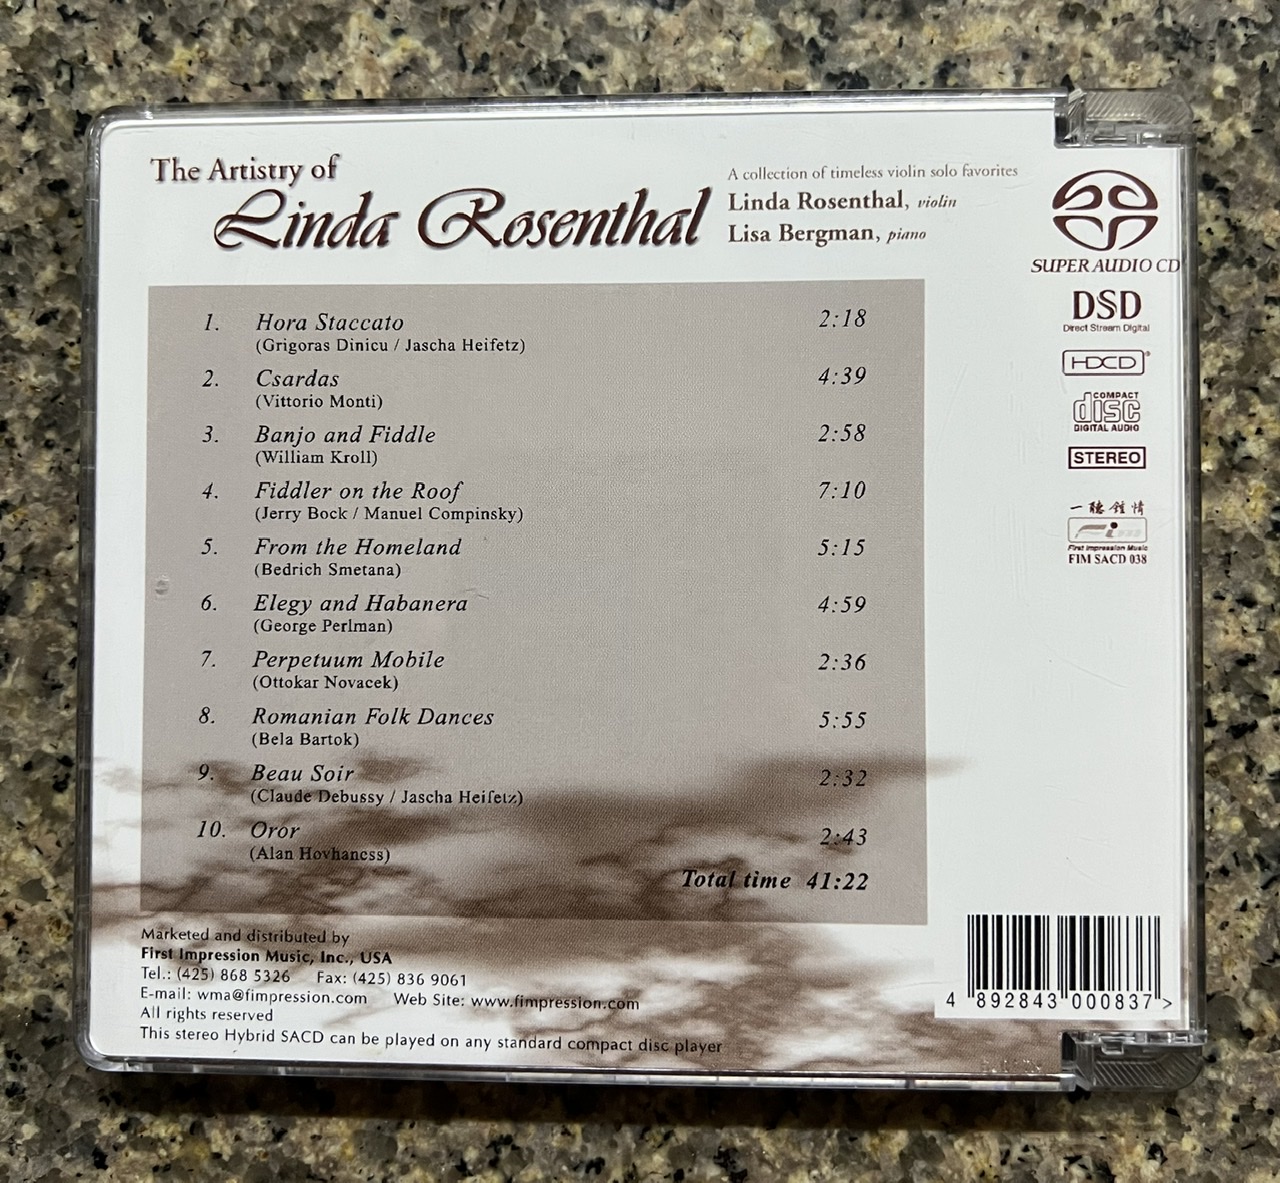 The Artistry of
Linda Rosenthal
A collection of timeless violin solo favorites
Linda Rosenthal, violin
Lisa Bergman, piano
SUPER AUDIO CD
DSD
Direct Stream Digital
HDCD®
COMPACT
disc
DIGITAL AUDIO
STEREO
一聽鍾情
Fim
First Impression Music
FIM SACD 038
1. Hora Staccato 2:18
(Grigoras Dinicu / Jascha Heifetz)
2. Csardas 4:39
(Vittorio Monti)
3. Banjo and Fiddle 2:58
(William Kroll)
4. Fiddler on the Roof 7:10
(Jerry Bock / Manuel Compinsky)
5. From the Homeland 5:15
(Bedrich Smetana)
6. Elegy and Habanera 4:59
(George Perlman)
7. Perpetuum Mobile 2:36
(Ottokar Novacek)
8. Romanian Folk Dances 5:55
(Bela Bartok)
9. Beau Soir 2:32
(Claude Debussy / Jascha Heifetz)
10. Oror 2:43
(Alan Hovhaness)
Total time 41:22
Marketed and distributed by
First Impression Music, Inc., USA
Tel.: (425) 868 5326 Fax: (425) 836 9061
E-mail: wma@fimpression.com Web Site: www.fimpression.com
All rights reserved
This stereo Hybrid SACD can be played on any standard compact disc player
4 892843 000837 >